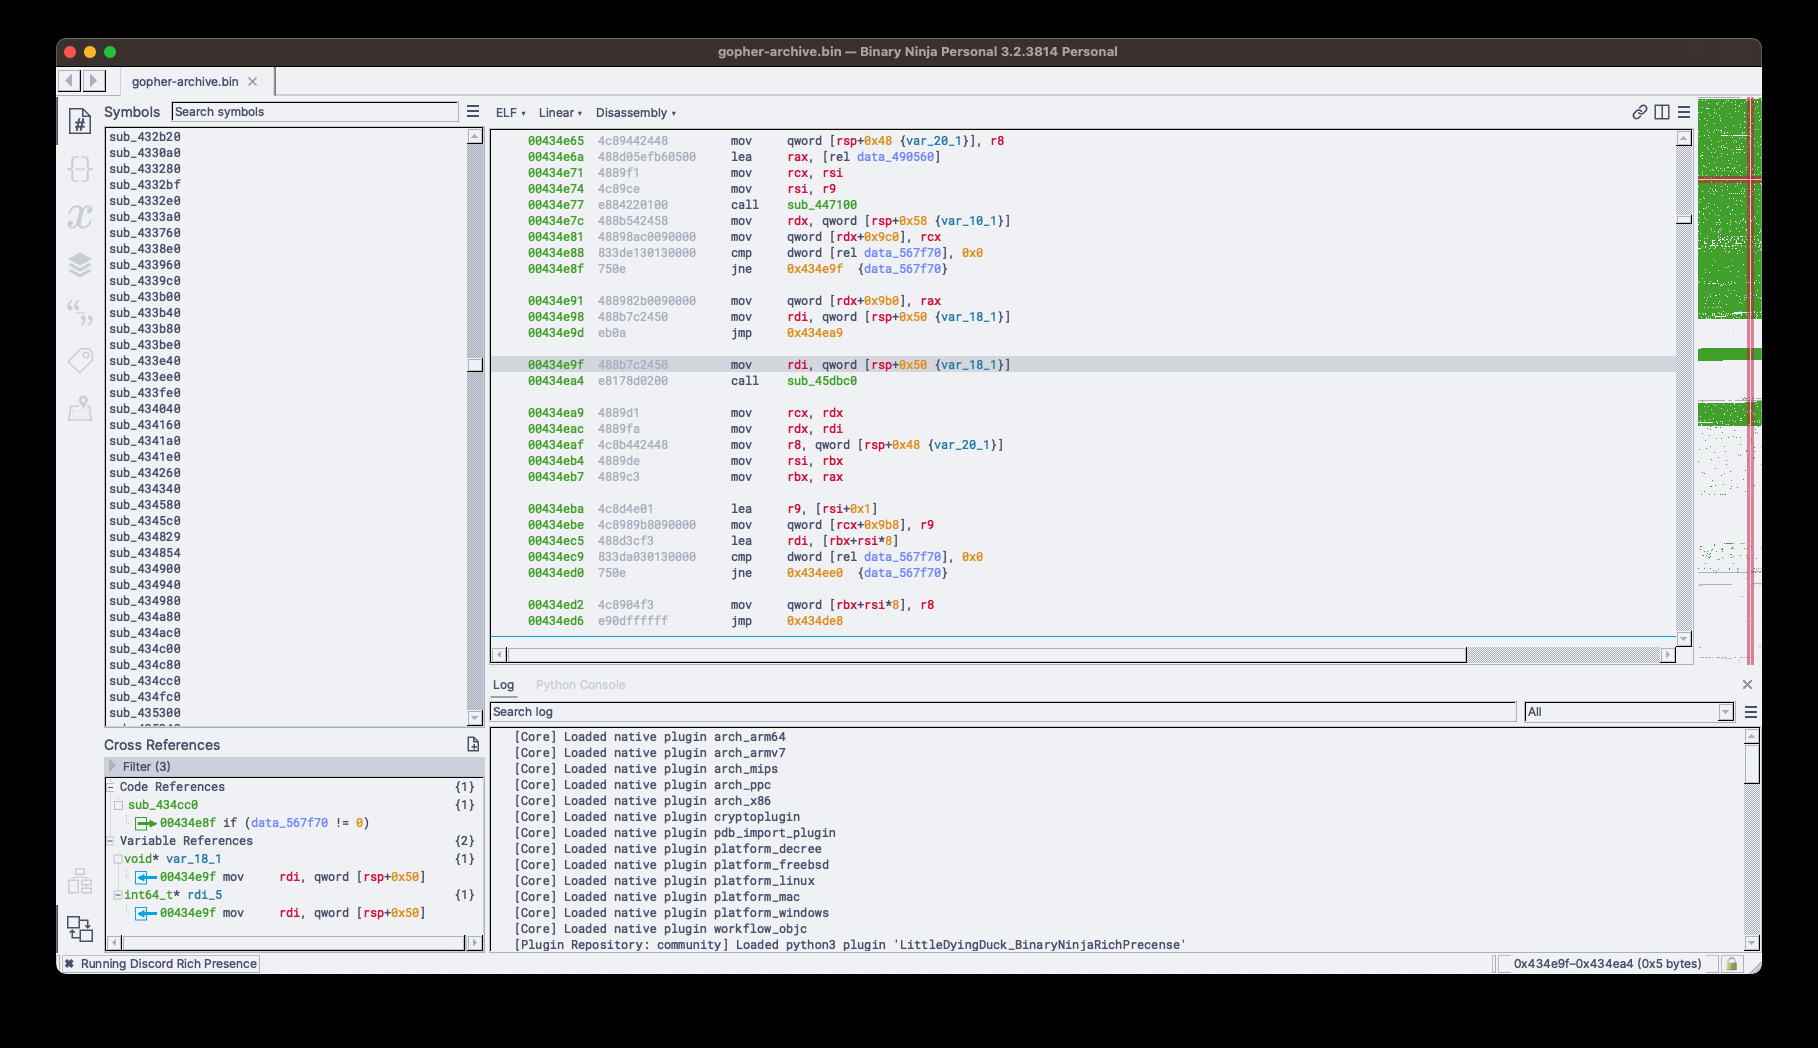 gopher-archive.bin — Binary Ninja Personal 3.2.3814 Personal
gopher-archive.bin
Symbols
Search symbols
sub_432b20
sub_4330a0
sub_433280
sub_4332bf
sub_4332e0
sub_4333a0
sub_433760
sub_4338e0
sub_433960
sub_4339c0
sub_433b00
sub_433b40
sub_433b80
sub_433be0
sub_433e40
sub_433ee0
sub_433fe0
sub_434040
sub_434160
sub_4341a0
sub_4341e0
sub_434260
sub_434340
sub_434580
sub_4345c0
sub_434829
sub_434854
sub_434900
sub_434940
sub_434980
sub_434a80
sub_434ac0
sub_434c00
sub_434c80
sub_434cc0
sub_434fc0
sub_435300
Cross References
Filter (3)
Code References {1}
sub_434cc0 {1}
00434e8f if (data_567f70 != 0)
Variable References {2}
void* var_18_1 {1}
00434e9f mov rdi, qword [rsp+0x50]
int64_t* rdi_5 {1}
00434e9f mov rdi, qword [rsp+0x50]
ELF Linear Disassembly
00434e65 4c89442448 mov qword [rsp+0x48 {var_20_1}], r8
00434e6a 488d05efb60500 lea rax, [rel data_490560]
00434e71 4889f1 mov rcx, rsi
00434e74 4c89ce mov rsi, r9
00434e77 e884220100 call sub_447100
00434e7c 488b542458 mov rdx, qword [rsp+0x58 {var_10_1}]
00434e81 48898ac0090000 mov qword [rdx+0x9c0], rcx
00434e88 833de130130000 cmp dword [rel data_567f70], 0x0
00434e8f 750e jne 0x434e9f {data_567f70}
00434e91 488982b0090000 mov qword [rdx+0x9b0], rax
00434e98 488b7c2450 mov rdi, qword [rsp+0x50 {var_18_1}]
00434e9d eb0a jmp 0x434ea9
00434e9f 488b7c2450 mov rdi, qword [rsp+0x50 {var_18_1}]
00434ea4 e8178d0200 call sub_45dbc0
00434ea9 4889d1 mov rcx, rdx
00434eac 4889fa mov rdx, rdi
00434eaf 4c8b442448 mov r8, qword [rsp+0x48 {var_20_1}]
00434eb4 4889de mov rsi, rbx
00434eb7 4889c3 mov rbx, rax
00434eba 4c8d4e01 lea r9, [rsi+0x1]
00434ebe 4c8989b8090000 mov qword [rcx+0x9b8], r9
00434ec5 488d3cf3 lea rdi, [rbx+rsi*8]
00434ec9 833da030130000 cmp dword [rel data_567f70], 0x0
00434ed0 750e jne 0x434ee0 {data_567f70}
00434ed2 4c8904f3 mov qword [rbx+rsi*8], r8
00434ed6 e90dffffff jmp 0x434de8
Log Python Console
Search log All
[Core] Loaded native plugin arch_arm64
[Core] Loaded native plugin arch_armv7
[Core] Loaded native plugin arch_mips
[Core] Loaded native plugin arch_ppc
[Core] Loaded native plugin arch_x86
[Core] Loaded native plugin cryptoplugin
[Core] Loaded native plugin pdb_import_plugin
[Core] Loaded native plugin platform_decree
[Core] Loaded native plugin platform_freebsd
[Core] Loaded native plugin platform_linux
[Core] Loaded native plugin platform_mac
[Core] Loaded native plugin platform_windows
[Core] Loaded native plugin workflow_objc
[Plugin Repository: community] Loaded python3 plugin 'LittleDyingDuck_BinaryNinjaRichPrecense'
Running Discord Rich Presence
0x434e9f–0x434ea4 (0x5 bytes)